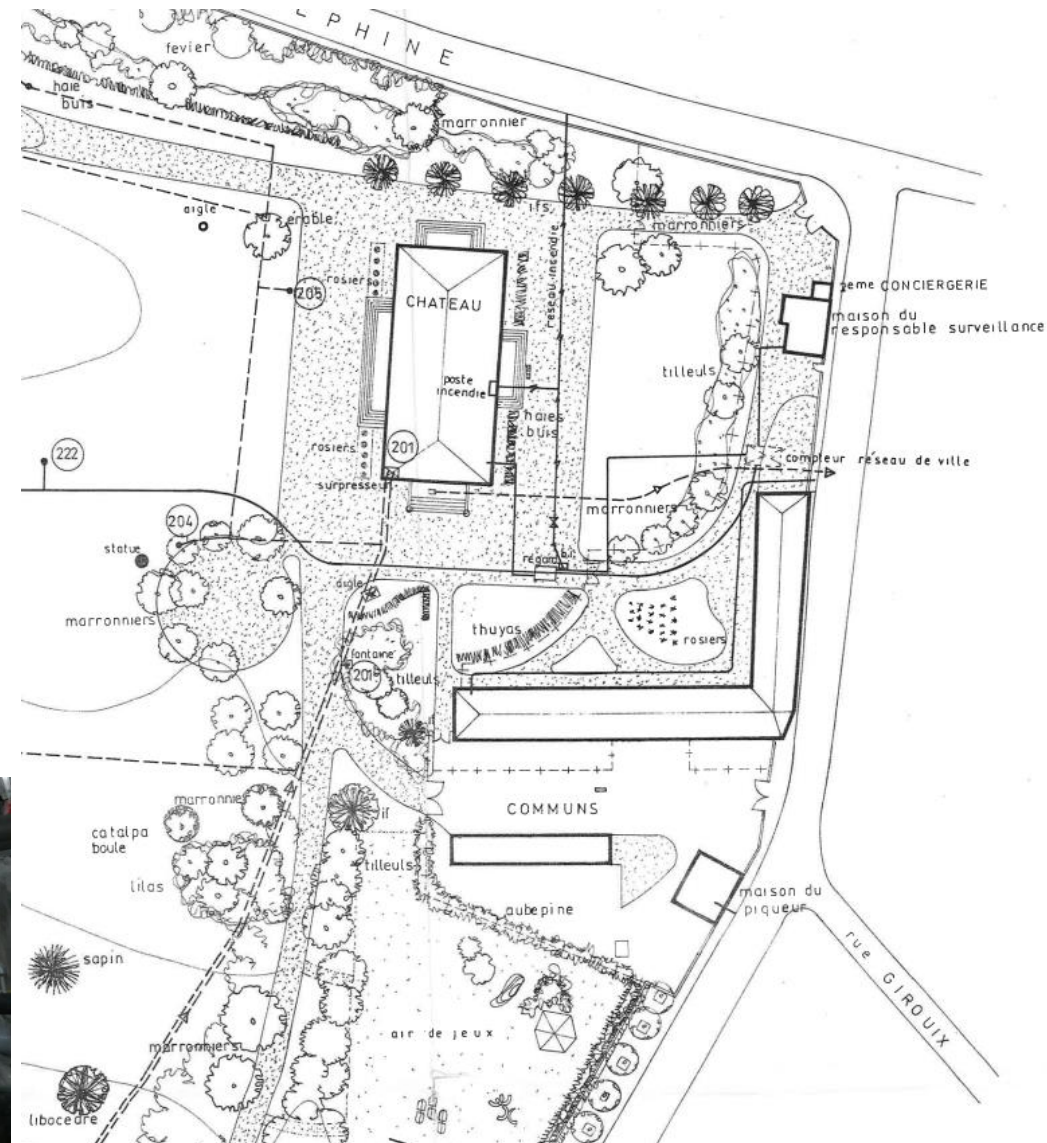 EPHINE
fevier
haie
buis
marronnier
aigle
erable
ifs
marronniers
rosiers
205
CHATEAU
reseau incendie
2eme CONCIERGERIE
maison du
responsable surveillance
poste
incendie
tilleuls
haies
buis
222
rosiers
201
surpresseur
compteur réseau de ville
marronniers
204
statue
regard
aigle
marronniers
thuyas
rosiers
fontaine
201
tilleuls
marronnier
if
COMMUNS
catalpa
boule
lilas
tilleuls
maison du
piqueur
aubepine
sapin
rue GIROUIX
air de jeux
marronniers
libocedre